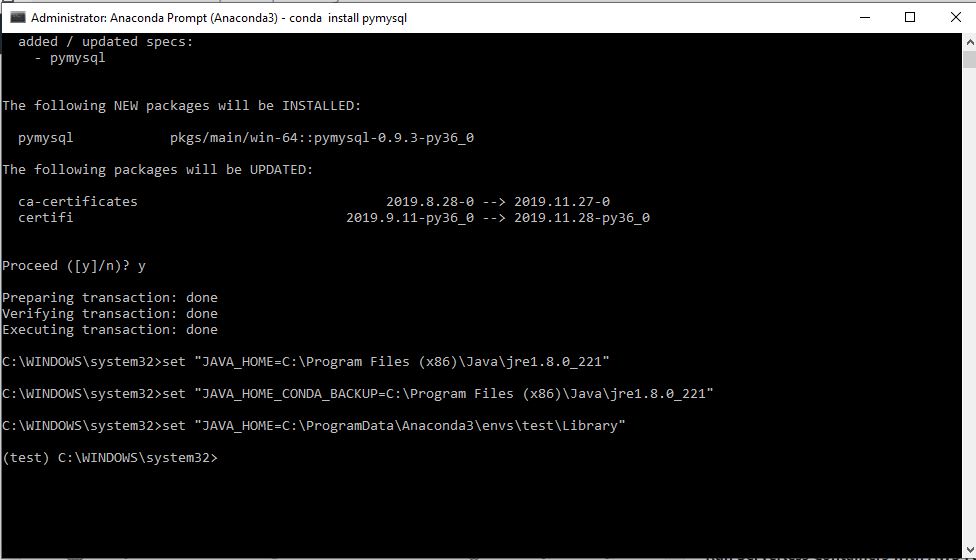 Administrator: Anaconda Prompt (Anaconda3) - conda  install pymysql
added / updated specs:
- pymysql
The following NEW packages will be INSTALLED:
pymysql            pkgs/main/win-64::pymysql-0.9.3-py36_0
The following packages will be UPDATED:
ca-certificates                               2019.8.28-0 --> 2019.11.27-0
certifi                                  2019.9.11-py36_0 --> 2019.11.28-py36_0
Proceed ([y]/n)? y
Preparing transaction: done
Verifying transaction: done
Executing transaction: done
C:\WINDOWS\system32>set "JAVA_HOME=C:\Program Files (x86)\Java\jre1.8.0_221"
C:\WINDOWS\system32>set "JAVA_HOME_CONDA_BACKUP=C:\Program Files (x86)\Java\jre1.8.0_221"
C:\WINDOWS\system32>set "JAVA_HOME=C:\ProgramData\Anaconda3\envs\test\Library"
(test) C:\WINDOWS\system32>